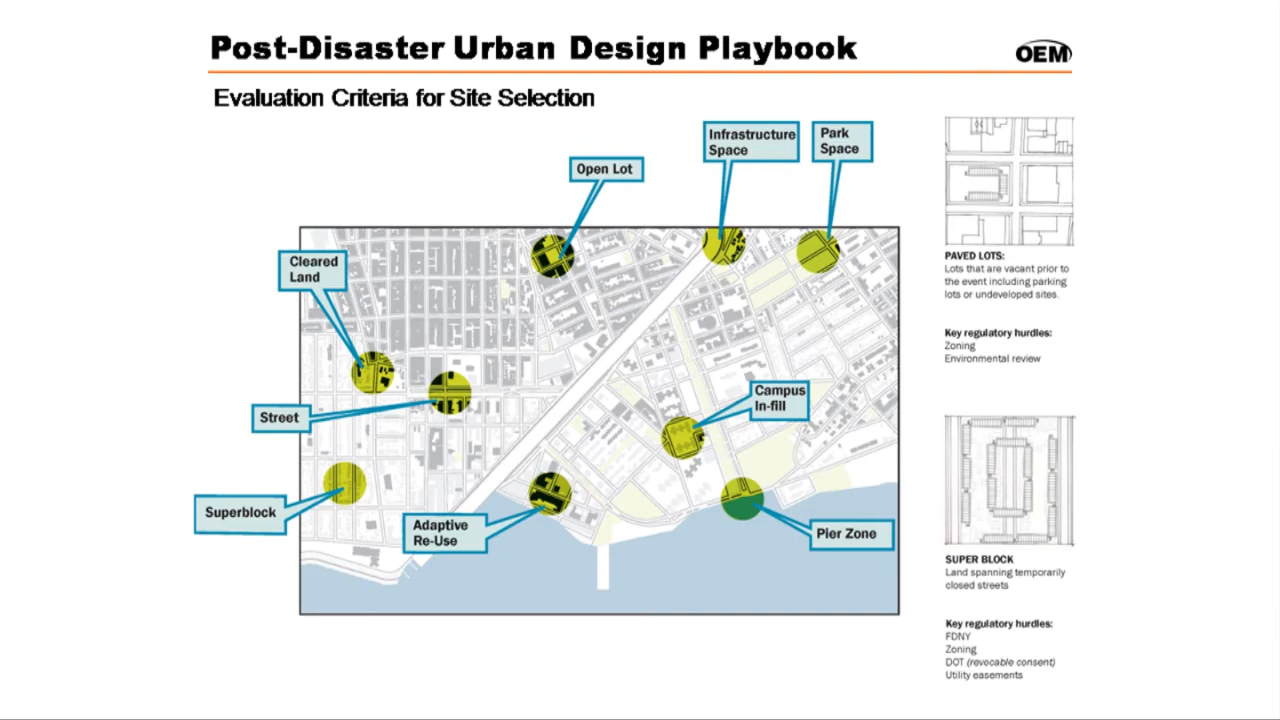 Post-Disaster Urban Design Playbook
OEM
Evaluation Criteria for Site Selection
Infrastructure
Space
Park
Space
Open Lot
Cleared
Land
Street
Campus
In-fill
Superblock
Adaptive
Re-Use
Pier Zone
PAVED LOTS:
Lots that are vacant prior to
the event including parking
lots or undeveloped sites.
Key regulatory hurdles:
Zoning
Environmental review
SUPER BLOCK
Land spanning temporarily
closed streets
Key regulatory hurdles:
FDNY
Zoning
DOT (revocable consent)
Utility easements